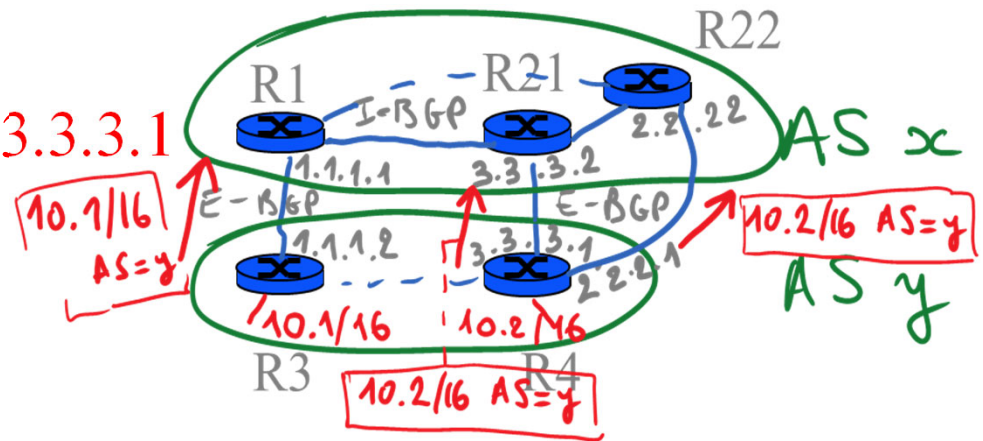 R22
R1
R21
I-BGP
2.2.2.22
3.3.3.1
1.1.1.1
3.3.3.2
AS x
10.1/16
AS=y
E-BGP
E-BGP
10.2/16 AS=y
1.1.1.2
3.3.3.1
2.2.2.1
AS y
10.1/16
10.2/16
R3
R4
10.2/16 AS=y